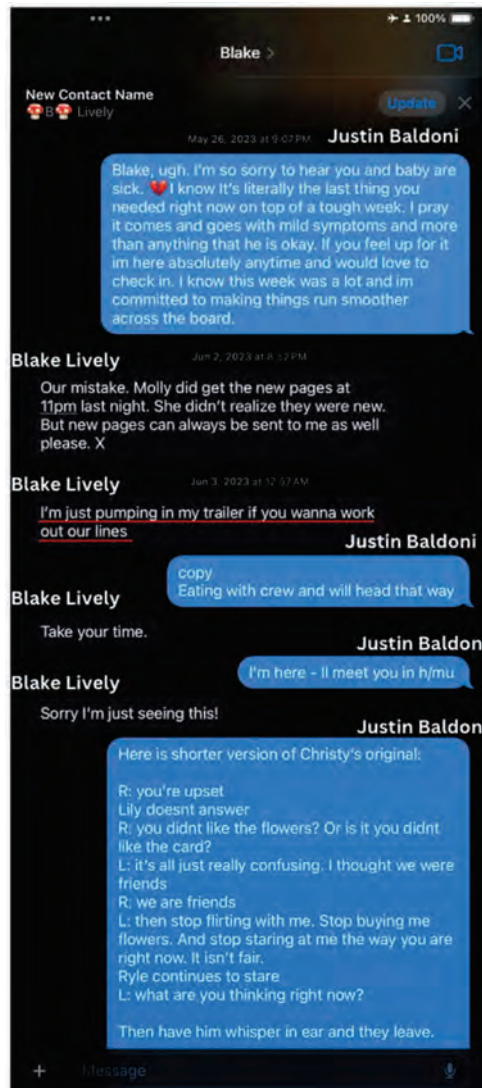 100%
Blake >
New Contact Name
🍄B🍄 Lively
Update
May 26, 2023 at 9:07PM
Justin Baldoni
Blake, ugh. I'm so sorry to hear you and baby are
sick. 💔 I know It's literally the last thing you
needed right now on top of a tough week. I pray
it comes and goes with mild symptoms and more
than anything that he is okay. If you feel up for it
im here absolutely anytime and would love to
check in. I know this week was a lot and im
committed to making things run smoother
across the board.
Blake Lively
Jun 2, 2023 at
Our mistake. Molly did get the new pages at
11pm last night. She didn't realize they were new.
But new pages can always be sent to me as well
please. X
Blake Lively
Jun 3, 2023 at
I'm just pumping in my trailer if you wanna work
out our lines
Justin Baldoni
copy
Eating with crew and will head that way
Blake Lively
Take your time.
Justin Baldon
I'm here - ll meet you in h/mu
Blake Lively
Sorry I'm just seeing this!
Justin Baldon
Here is shorter version of Christy's original:
R: you're upset
Lily doesnt answer
R: you didnt like the flowers? Or is it you didnt
like the card?
L: it's all just really confusing. I thought we were
friends
R: we are friends
L: then stop flirting with me. Stop buying me
flowers. And stop staring at me the way you are
right now. It isn't fair.
Ryle continues to stare
L: what are you thinking right now?
Then have him whisper in ear and they leave.
Message